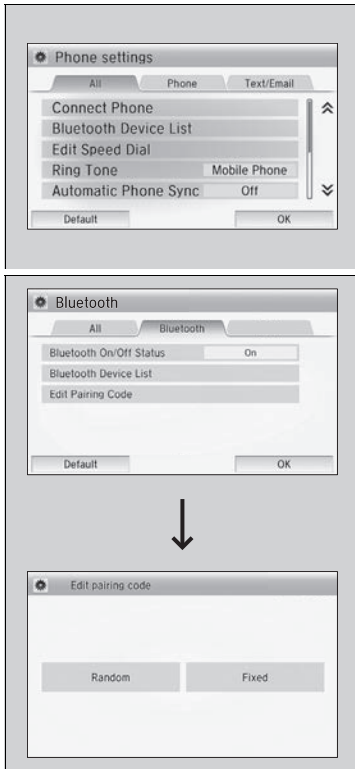 Phone settings
All Phone Text/Email
Connect Phone
Bluetooth Device List
Edit Speed Dial
Ring Tone Mobile Phone
Automatic Phone Sync Off
Default OK
Bluetooth
All Bluetooth
Bluetooth On/Off Status On
Bluetooth Device List
Edit Pairing Code
Default OK
Edit pairing code
Random Fixed